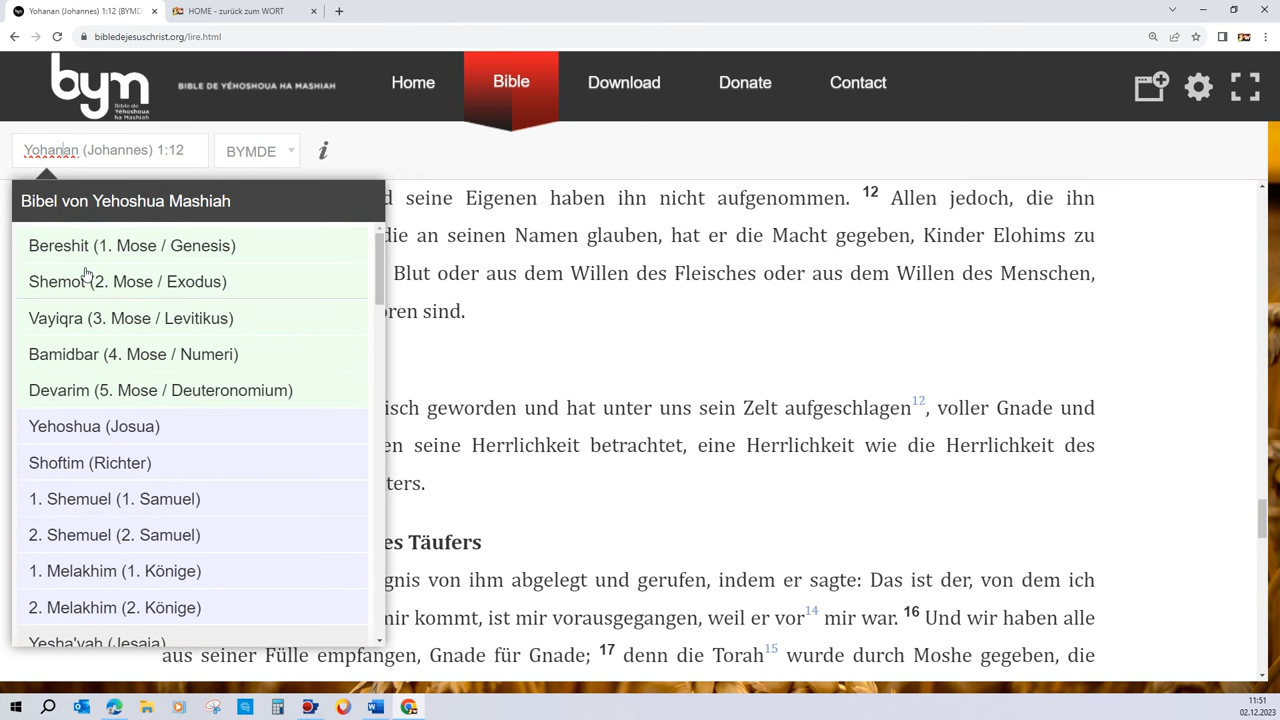 Yohanan (Johannes) 1:12 (BYMD
HOME - zurück zum WORT
bibledejesuschrist.org/lire.html
bym
Bible de Yéhoshoua ha Mashiah
BIBLE DE YÉHOSHOUA HA MASHIAH
Home
Bible
Download
Donate
Contact
Yohanan (Johannes) 1:12
BYMDE
i
Bibel von Yehoshua Mashiah
Bereshit (1. Mose / Genesis)
Shemot (2. Mose / Exodus)
Vayiqra (3. Mose / Levitikus)
Bamidbar (4. Mose / Numeri)
Devarim (5. Mose / Deuteronomium)
Yehoshua (Josua)
Shoftim (Richter)
1. Shemuel (1. Samuel)
2. Shemuel (2. Samuel)
1. Melakhim (1. Könige)
2. Melakhim (2. Könige)
Yesha'yah (Jesaja)
d seine Eigenen haben ihn nicht aufgenommen. 12 Allen jedoch, die ihn
die an seinen Namen glauben, hat er die Macht gegeben, Kinder Elohims zu
Blut oder aus dem Willen des Fleisches oder aus dem Willen des Menschen,
oren sind.
isch geworden und hat unter uns sein Zelt aufgeschlagen12, voller Gnade und
en seine Herrlichkeit betrachtet, eine Herrlichkeit wie die Herrlichkeit des
ters.
es Täufers
gnis von ihm abgelegt und gerufen, indem er sagte: Das ist der, von dem ich
mir kommt, ist mir vorausgegangen, weil er vor14 mir war. 16 Und wir haben alle
aus seiner Fülle empfangen, Gnade für Gnade; 17 denn die Torah15 wurde durch Moshe gegeben, die
11:51
02.12.2023